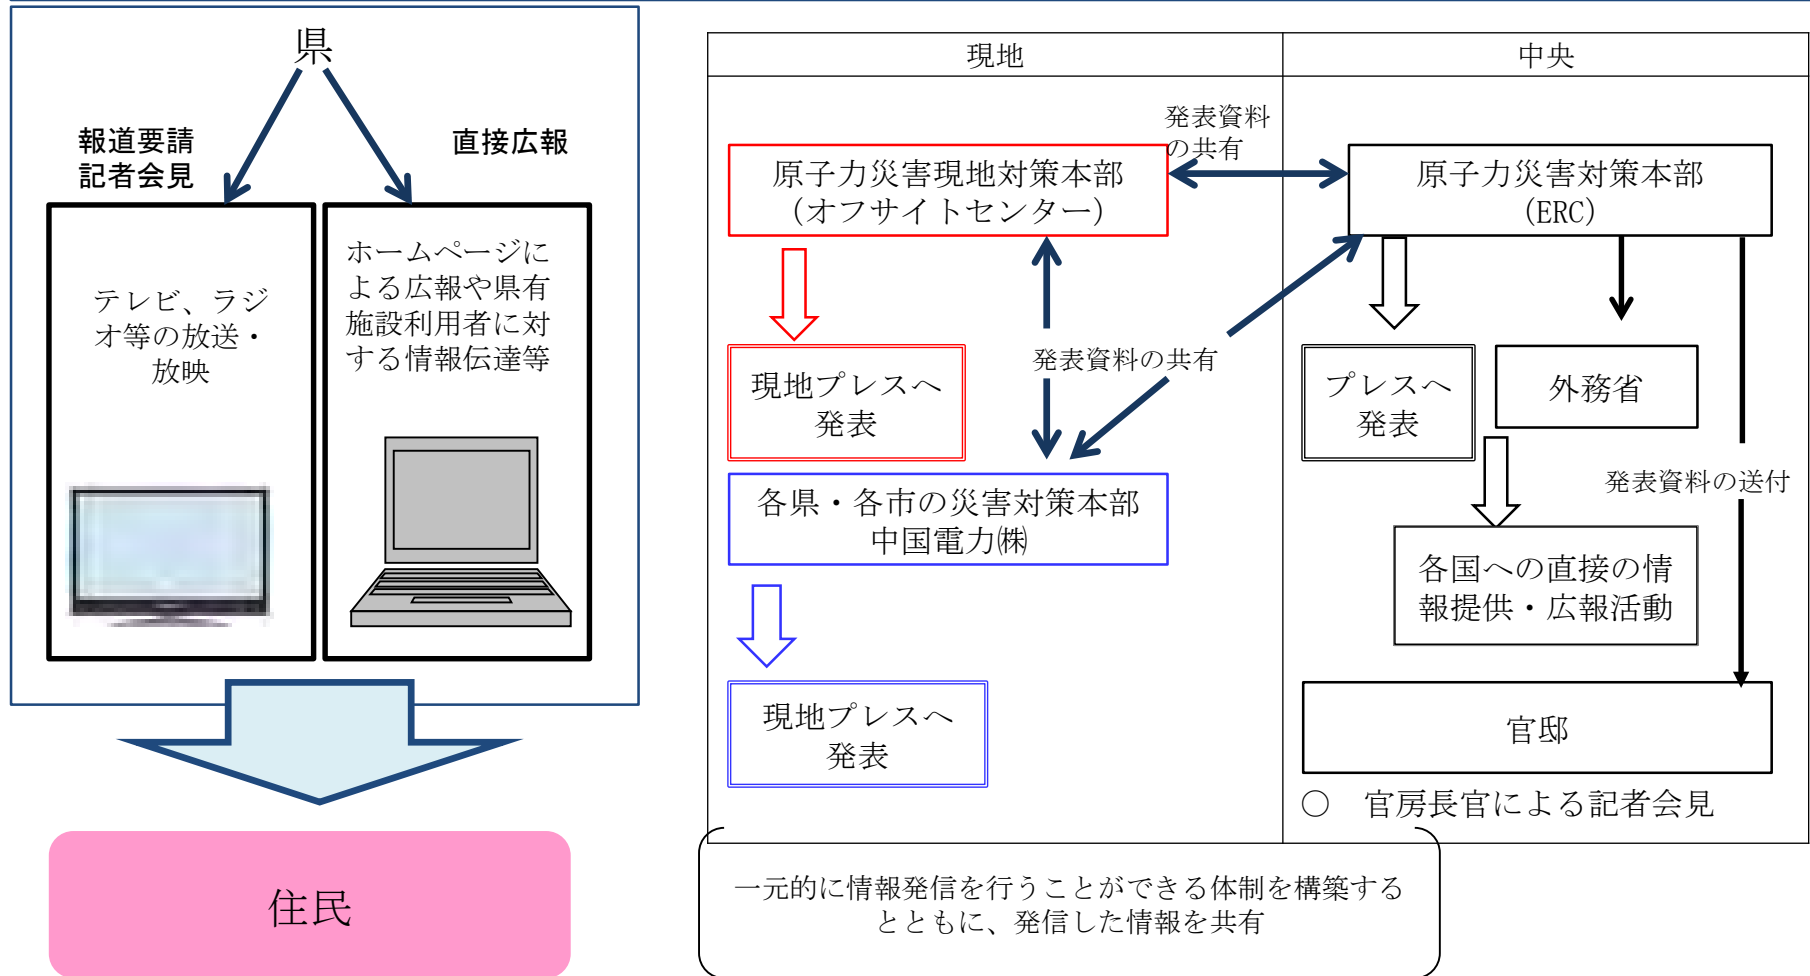 県
報道要請
記者会見
直接広報
テレビ、ラジ
オ等の放送・
放映
ホームページに
よる広報や県有
施設利用者に対
する情報伝達等
住民
現地
中央
発表資料
の共有
原子力災害現地対策本部
（オフサイトセンター）
原子力災害対策本部
（ERC）
発表資料の共有
現地プレスへ
発表
プレスへ
発表
外務省
各県・各市の災害対策本部
中国電力㈱
発表資料の送付
各国への直接の情
報提供・広報活動
現地プレスへ
発表
官邸
○　官房長官による記者会見
一元的に情報発信を行うことができる体制を構築する
とともに、発信した情報を共有